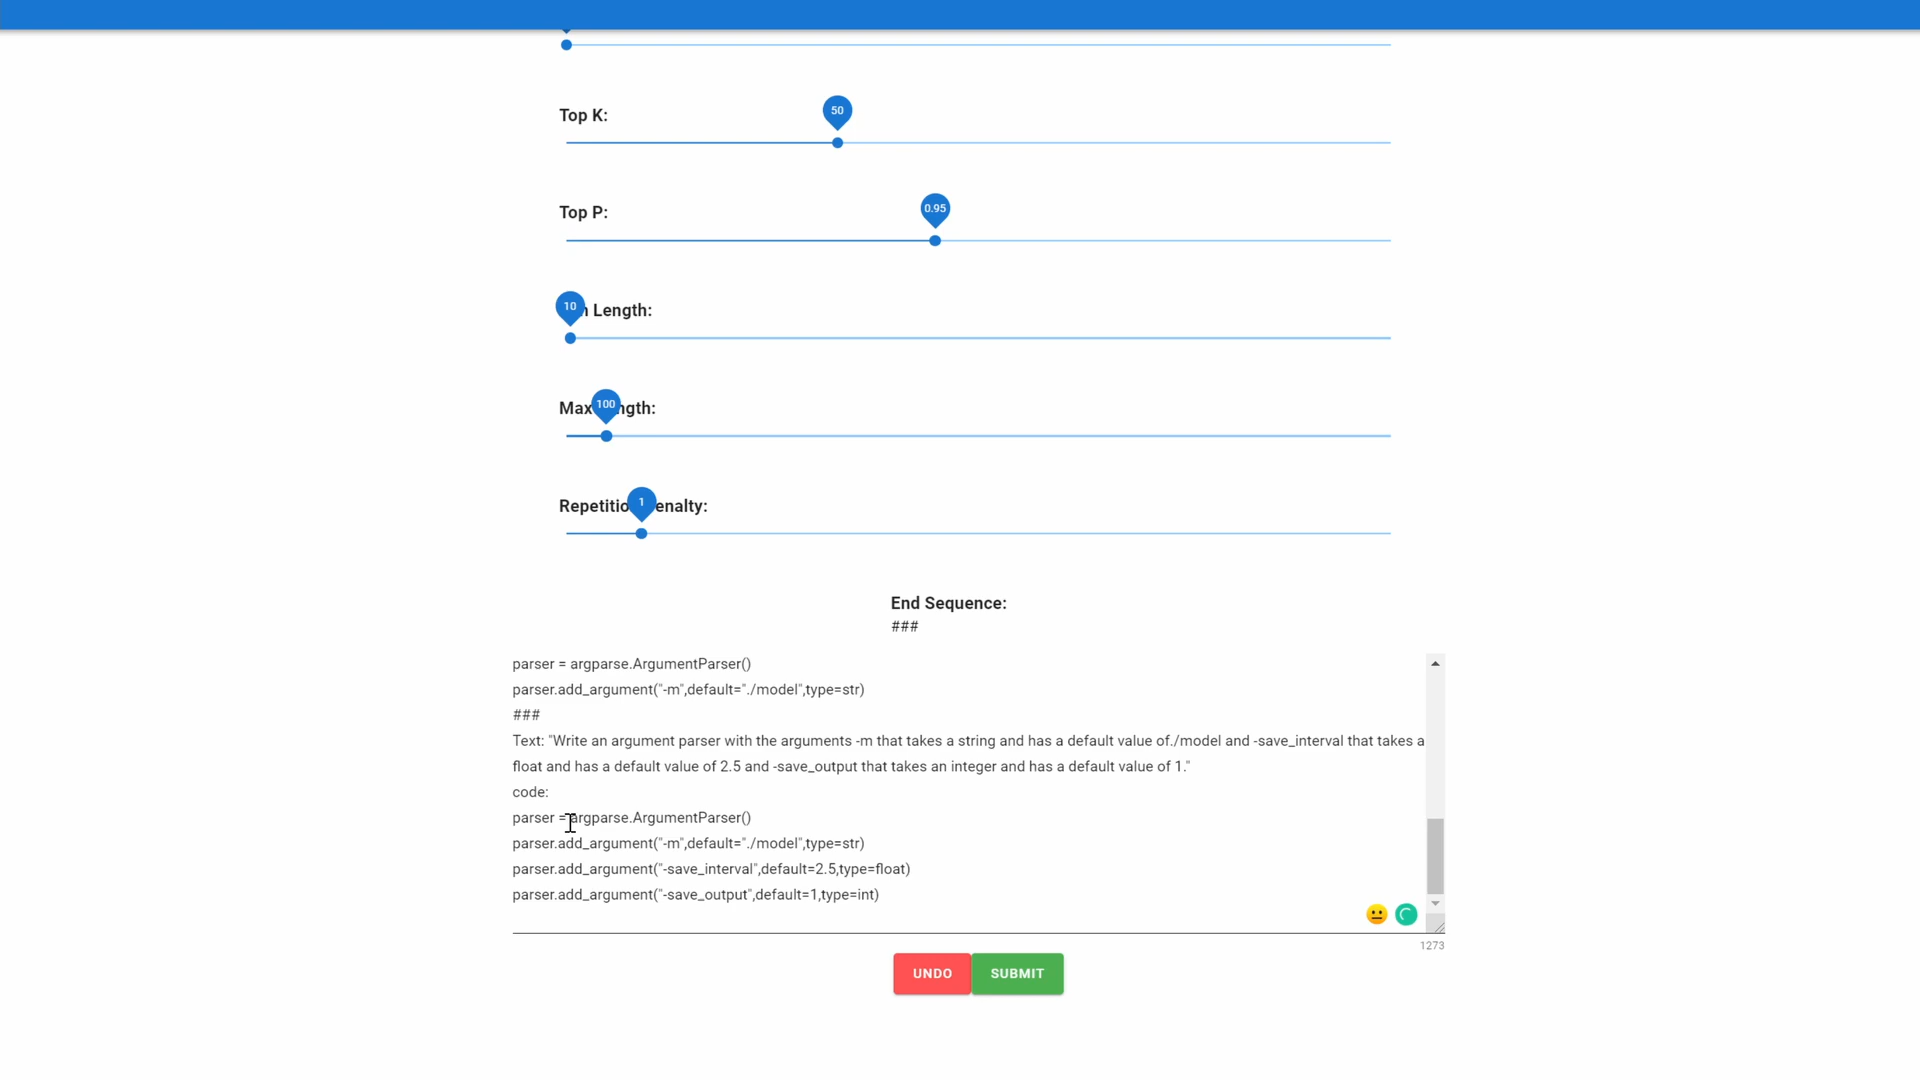 Top K:
50
Top P:
0.95
10
Length:
Max
100
ngth:
Repetitio
1
enalty:
End Sequence:
###
parser = argparse.ArgumentParser()
parser.add_argument("-m",default="./model",type=str)
###
Text: "Write an argument parser with the arguments -m that takes a string and has a default value of./model and -save_interval that takes a
float and has a default value of 2.5 and -save_output that takes an integer and has a default value of 1."
code:
parser = argparse.ArgumentParser()
parser.add_argument("-m",default="./model",type=str)
parser.add_argument("-save_interval",default=2.5,type=float)
parser.add_argument("-save_output",default=1,type=int)
1273
UNDO
SUBMIT